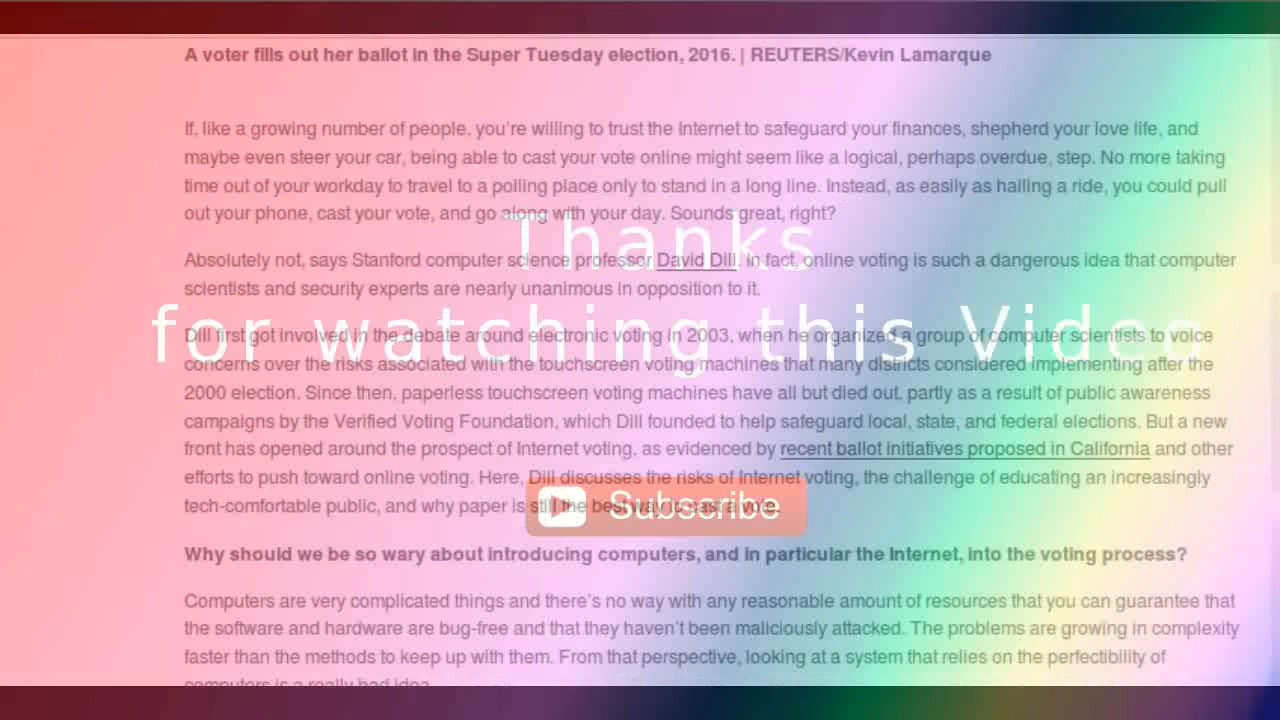 A voter fills out her ballot in the Super Tuesday election, 2016. | REUTERS/Kevin Lamarque
If, like a growing number of people, you're willing to trust the Internet to safeguard your finances, shepherd your love life, and
maybe even steer your car, being able to cast your vote online might seem like a logical, perhaps overdue, step. No more taking
time out of your workday to travel to a polling place only to stand in a long line. Instead, as easily as hailing a ride, you could pull
out your phone, cast your vote, and go along with your day. Sounds great, right?
Thanks
Absolutely not, says Stanford computer science professor David Dill. In fact, online voting is such a dangerous idea that computer
scientists and security experts are nearly unanimous in opposition to it.
for watching this Video
Dill first got involved in the debate around electronic voting in 2003, when he organized a group of computer scientists to voice
concerns over the risks associated with the touchscreen voting machines that many districts considered implementing after the
2000 election. Since then, paperless touchscreen voting machines have all but died out, partly as a result of public awareness
campaigns by the Verified Voting Foundation, which Dill founded to help safeguard local, state, and federal elections. But a new
front has opened around the prospect of Internet voting, as evidenced by recent ballot initiatives proposed in California and other
efforts to push toward online voting. Here, Dill discusses the risks of Internet voting, the challenge of educating an increasingly
tech-comfortable public, and why paper is still the best way to cast a vote.
Subscribe
Why should we be so wary about introducing computers, and in particular the Internet, into the voting process?
Computers are very complicated things and there's no way with any reasonable amount of resources that you can guarantee that
the software and hardware are bug-free and that they haven't been maliciously attacked. The problems are growing in complexity
faster than the methods to keep up with them. From that perspective, looking at a system that relies on the perfectibility of
computers is a really bad idea.